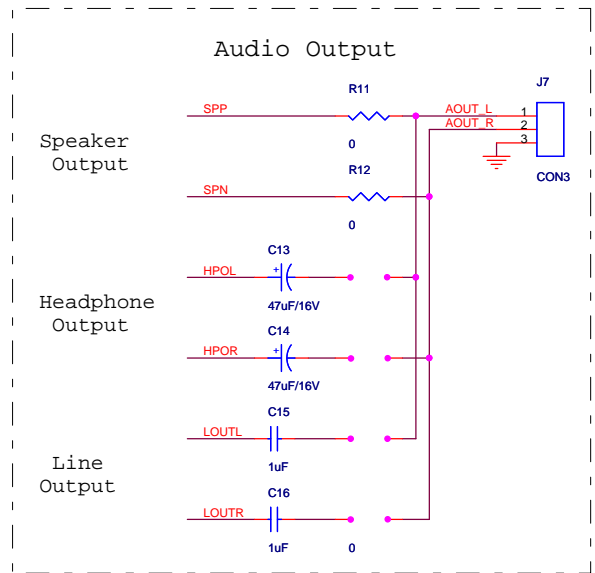 Audio Output
R11
J7
SPP
AOUT_L
1
AOUT_R
2
3
Speaker
Output
0
R12
CON3
SPN
0
C13
HPOL
+
47uF/16V
Headphone
Output
C14
HPOR
+
47uF/16V
C15
LOUTL
1uF
Line
Output
C16
LOUTR
1uF
0